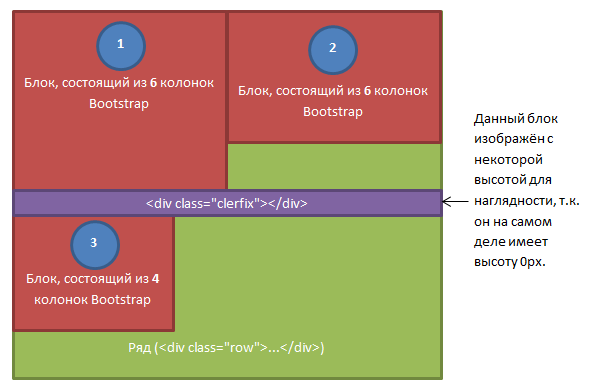 1
Блок, состоящий из 6 колонок
Bootstrap
2
Блок, состоящий из 6 колонок
Bootstrap
Данный блок
изображён с
некоторой
высотой для
наглядности, т.к.
он на самом
деле имеет
высоту 0px.
<div class="clerfix"></div>
3
Блок, состоящий из 4
колонок Bootstrap
Ряд (<div class="row">...</div>)